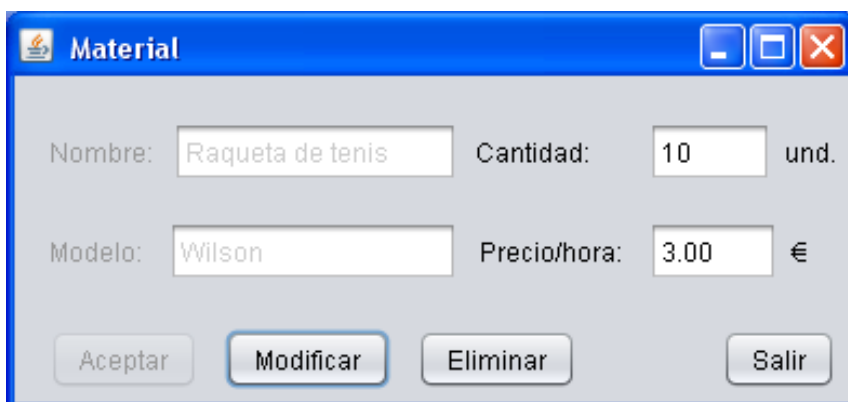 Material
Nombre: Raqueta de tenis Cantidad: 10 und.
Modelo: Wilson Precio/hora: 3.00 €
Aceptar Modificar Eliminar Salir